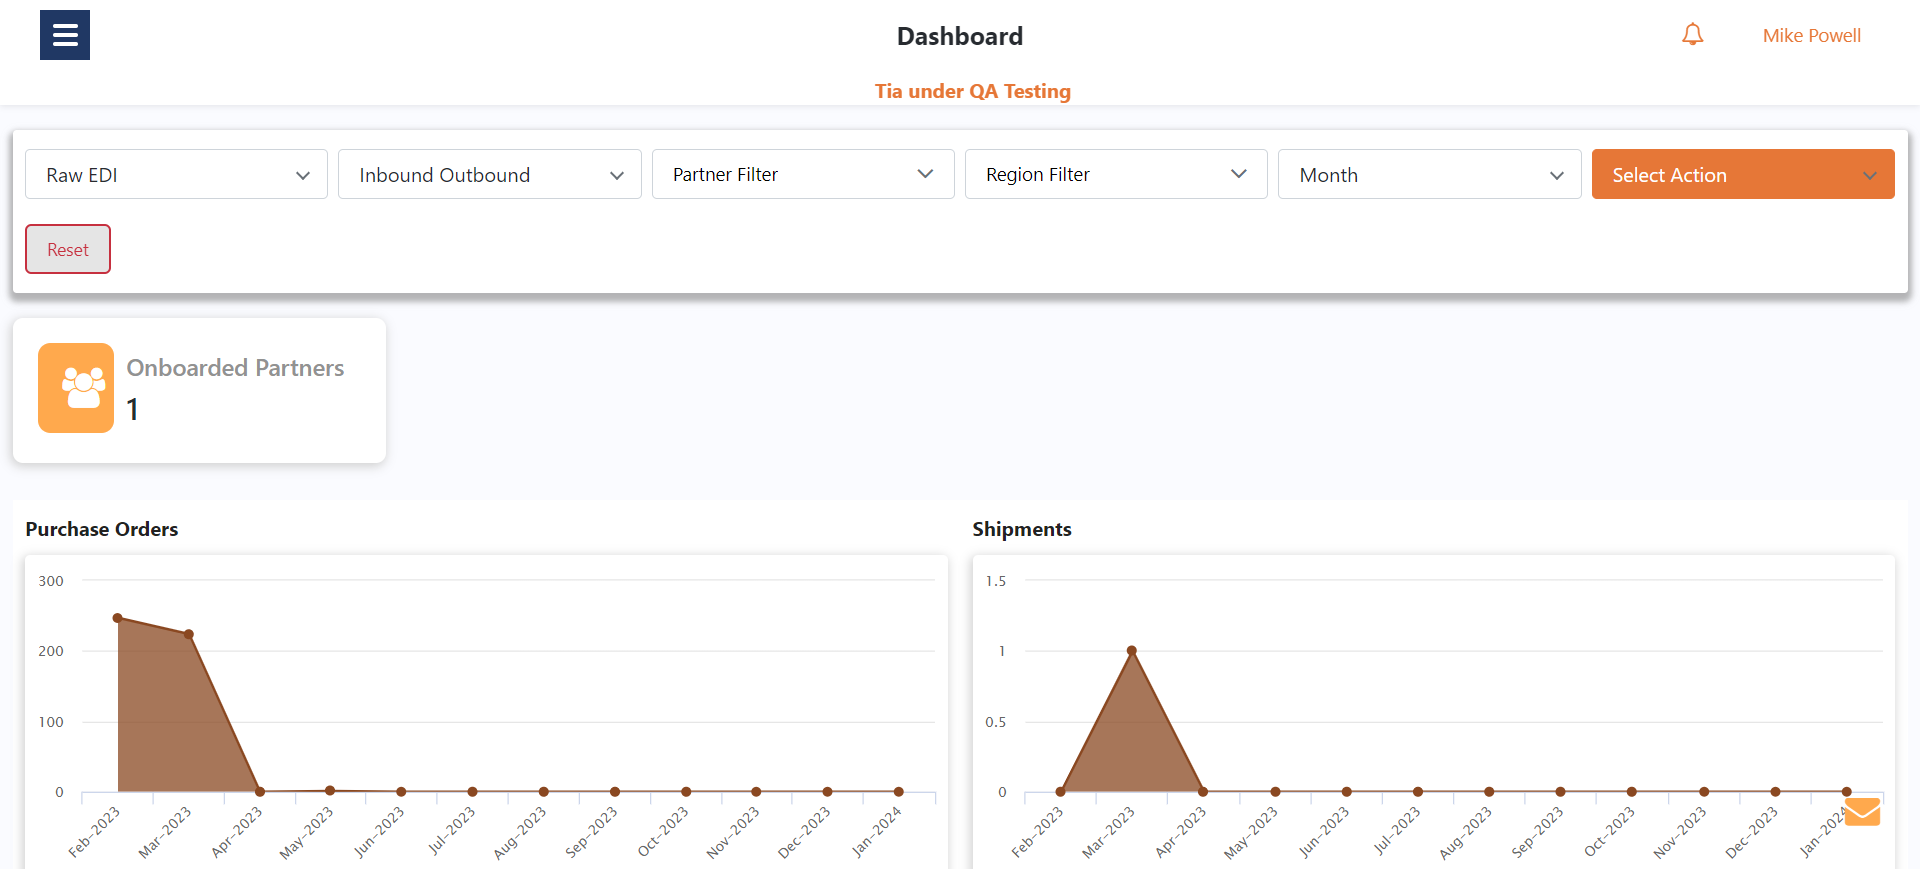 Dashboard
Mike Powell
Tia under QA Testing
Raw EDI
Inbound Outbound
Partner Filter
Region Filter
Month
Select Action
Reset
Onboarded Partners
1
Purchase Orders
300
200
100
0
Feb-2023
Mar-2023
Apr-2023
May-2023
Jun-2023
Jul-2023
Aug-2023
Sep-2023
Oct-2023
Nov-2023
Dec-2023
Jan-2024
Shipments
1.5
1
0.5
0
Feb-2023
Mar-2023
Apr-2023
May-2023
Jun-2023
Jul-2023
Aug-2023
Sep-2023
Oct-2023
Nov-2023
Dec-2023
Jan-2024